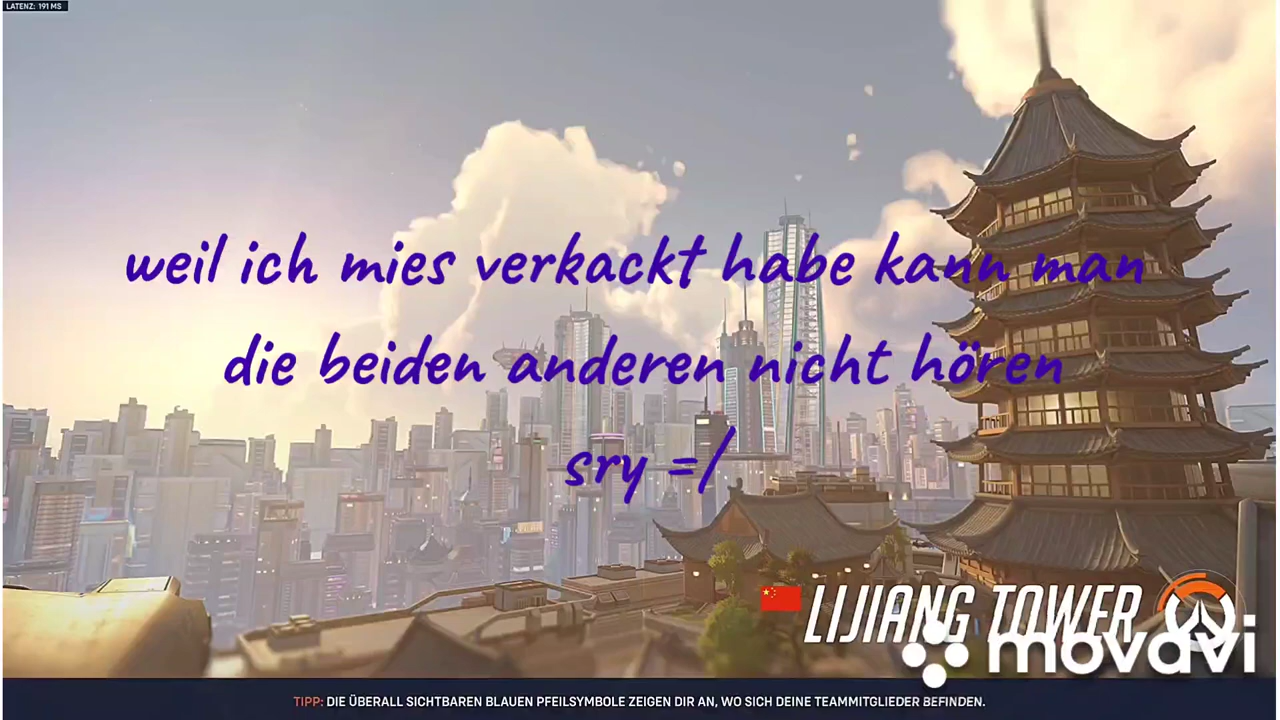 LATENZ: 191 MS
weil ich mies verkackt habe kann man
die beiden anderen nicht hören
sry =/
LIJIANG TOWER
movavi
TIPP: DIE ÜBERALL SICHTBAREN BLAUEN PFEILSYMBOLE ZEIGEN DIR AN, WO SICH DEINE TEAMMITGLIEDER BEFINDEN.